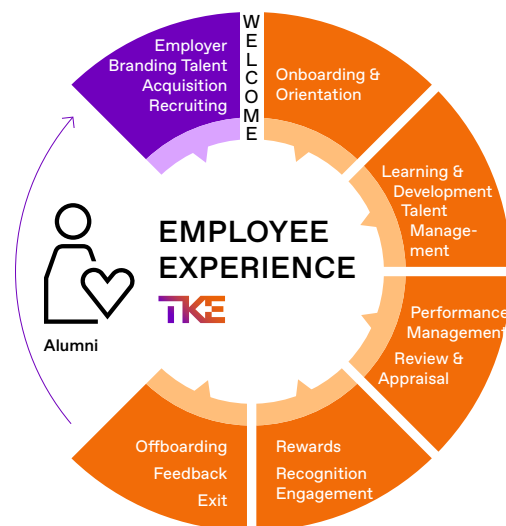 Employer
Branding Talent
Acquisition
Recruiting
WELCOME
Onboarding &
Orientation
Learning &
Development
Talent
Manage-
ment
EMPLOYEE
EXPERIENCE
TKE
Performance
Management
Review &
Appraisal
Alumni
Offboarding
Feedback
Exit
Rewards
Recognition
Engagement